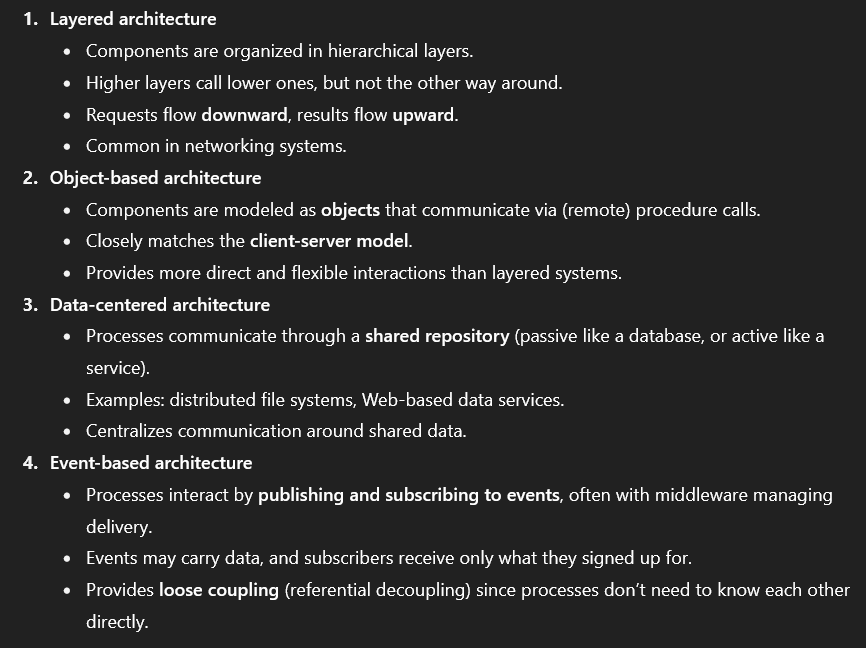 1. Layered architecture
• Components are organized in hierarchical layers.
• Higher layers call lower ones, but not the other way around.
• Requests flow downward, results flow upward.
• Common in networking systems.
2. Object-based architecture
• Components are modeled as objects that communicate via (remote) procedure calls.
• Closely matches the client-server model.
• Provides more direct and flexible interactions than layered systems.
3. Data-centered architecture
• Processes communicate through a shared repository (passive like a database, or active like a
service).
• Examples: distributed file systems, Web-based data services.
• Centralizes communication around shared data.
4. Event-based architecture
• Processes interact by publishing and subscribing to events, often with middleware managing
delivery.
• Events may carry data, and subscribers receive only what they signed up for.
• Provides loose coupling (referential decoupling) since processes don’t need to know each other
directly.